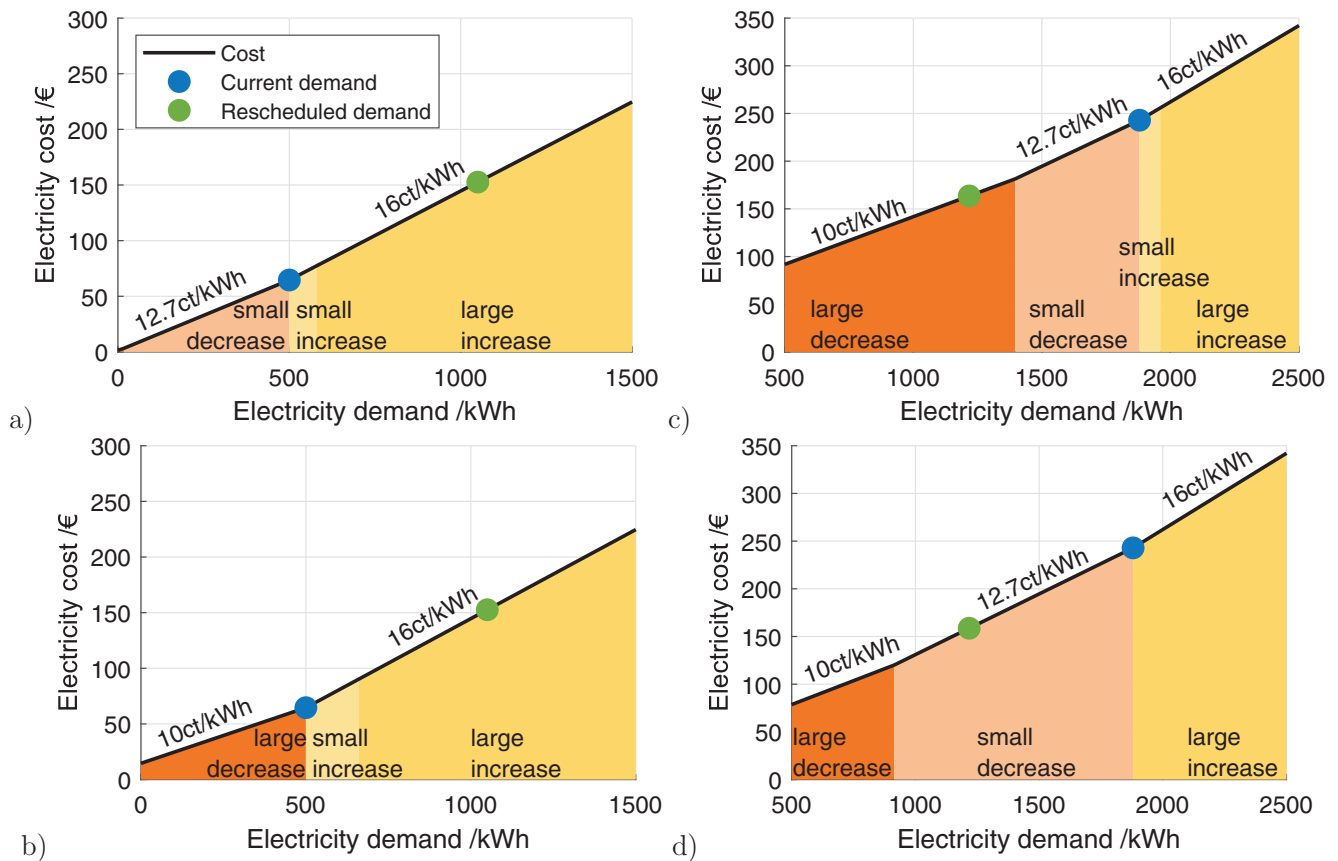 300
250
200
150
100
50
0
Electricity cost /€
Cost
Current demand
Rescheduled demand
12.7ct/kWh
16ct/kWh
small
decrease
small
increase
large
increase
0
500
1000
1500
Electricity demand /kWh
a)
350
300
250
200
150
100
50
0
Electricity cost /€
10ct/kWh
12.7ct/kWh
16ct/kWh
large
decrease
small
decrease
small
increase
large
increase
500
1000
1500
2000
2500
Electricity demand /kWh
c)
300
250
200
150
100
50
0
Electricity cost /€
10ct/kWh
16ct/kWh
large
decrease
small
increase
large
increase
0
500
1000
1500
Electricity demand /kWh
b)
350
300
250
200
150
100
50
0
Electricity cost /€
10ct/kWh
12.7ct/kWh
16ct/kWh
large
decrease
small
decrease
large
increase
500
1000
1500
2000
2500
Electricity demand /kWh
d)